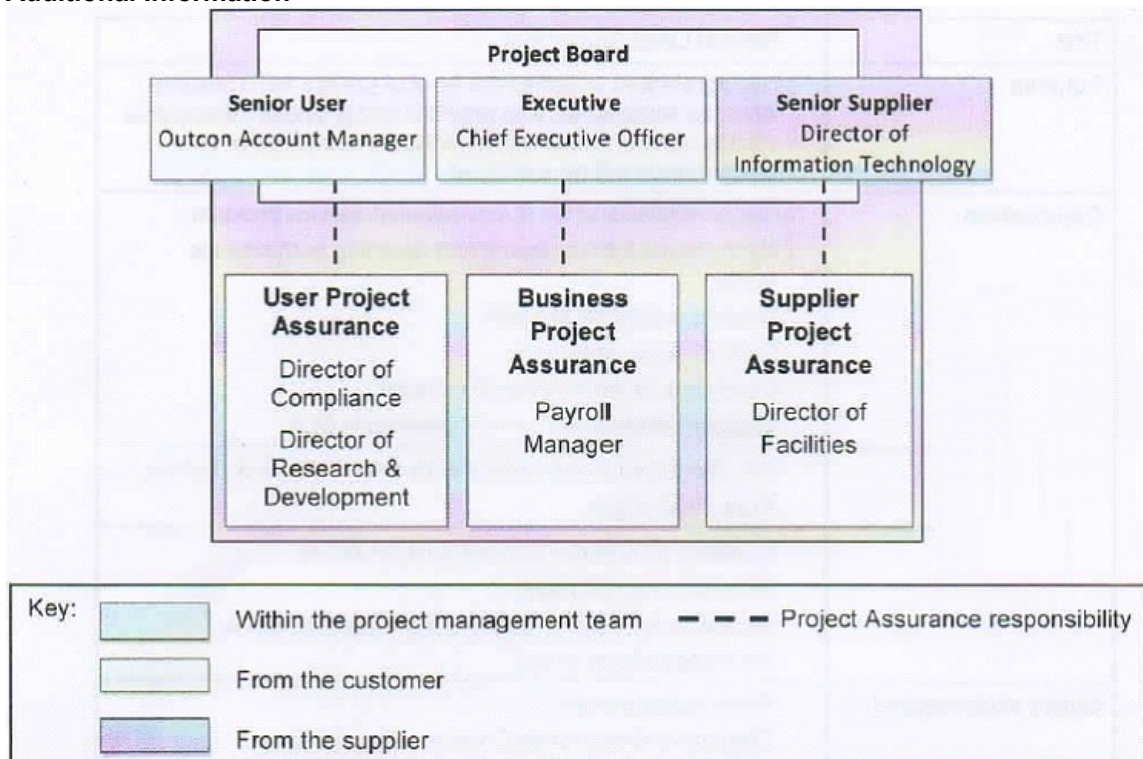 Project Board
Senior User
Outcon Account Manager
Executive
Chief Executive Officer
Senior Supplier
Director of
Information Technology
User Project
Assurance
Director of
Compliance
Director of
Research &
Development
Business
Project
Assurance
Payroll
Manager
Supplier
Project
Assurance
Director of
Facilities
Key:
Within the project management team
Project Assurance responsibility
From the customer
From the supplier